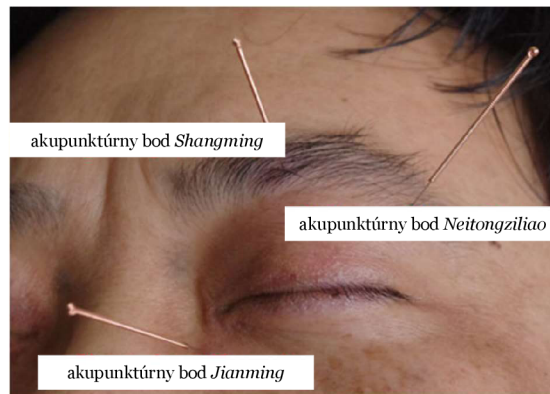 akupunktúrny bod Shangming
akupunktúrny bod Neitongziliao
akupunktúrny bod Jianming